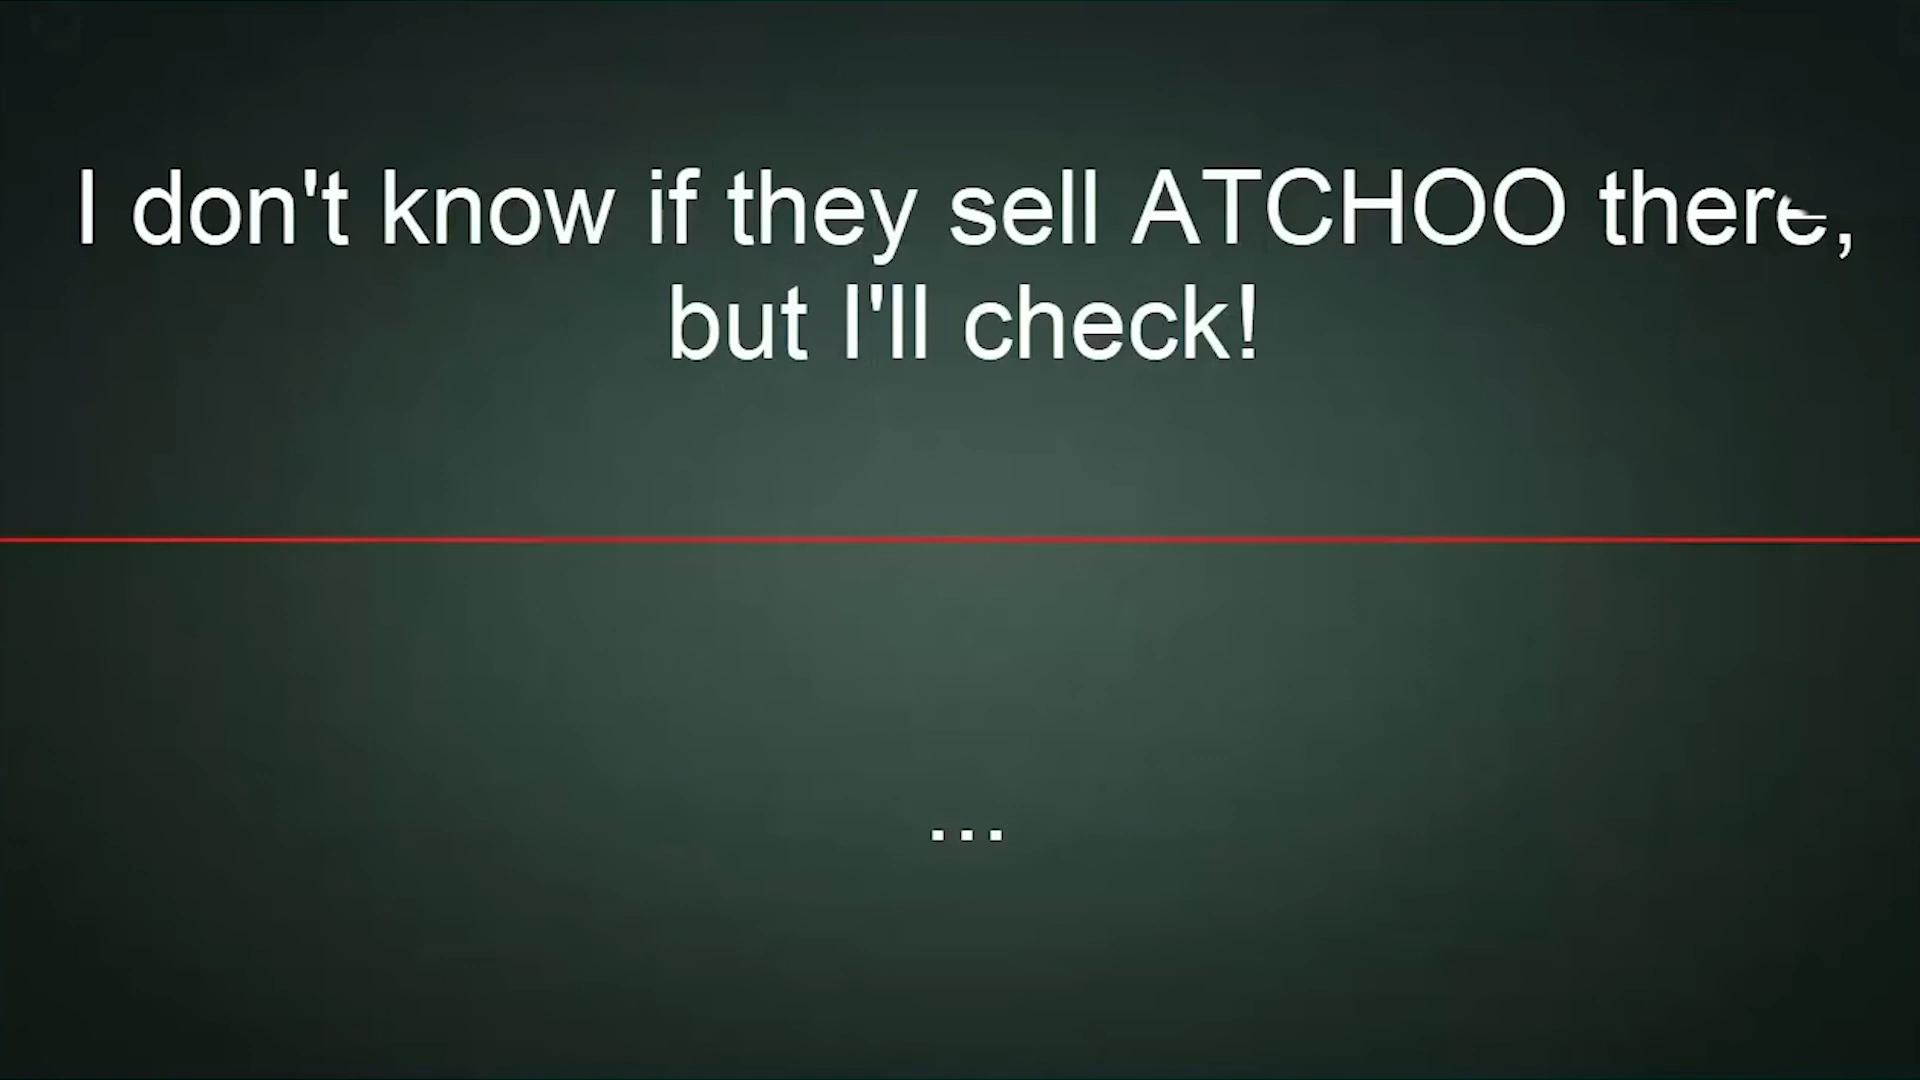 I don't know if they sell ATCHOO there,
but I'll check!
...